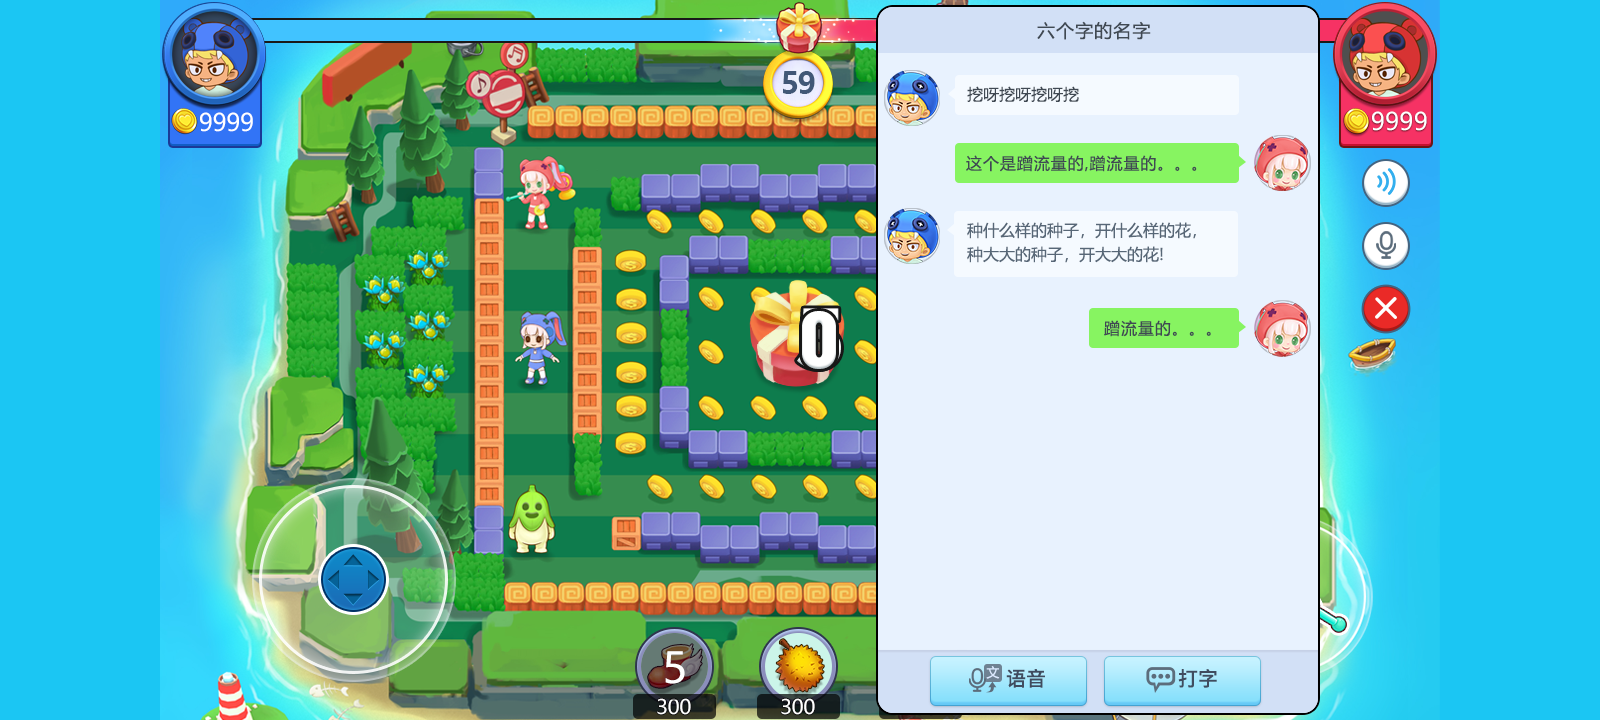 9999
59
9999
0
5
300
300
六个字的名字
挖呀挖呀挖呀挖
这个是蹭流量的,蹭流量的。。。
种什么样的种子，开什么样的花，
种大大的种子，开大大的花!
蹭流量的。。。
文
语音
打字